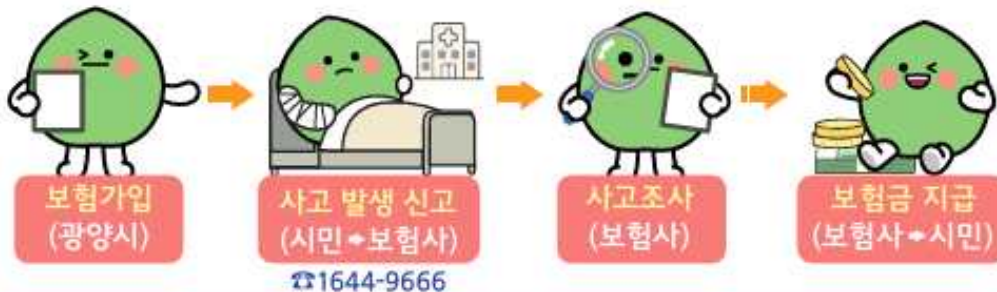 보험가입
(광양시)
사고 발생 신고
(시민➡보험사)
☎1644-9666
사고조사
(보험사)
보험금 지급
(보험사➡시민)